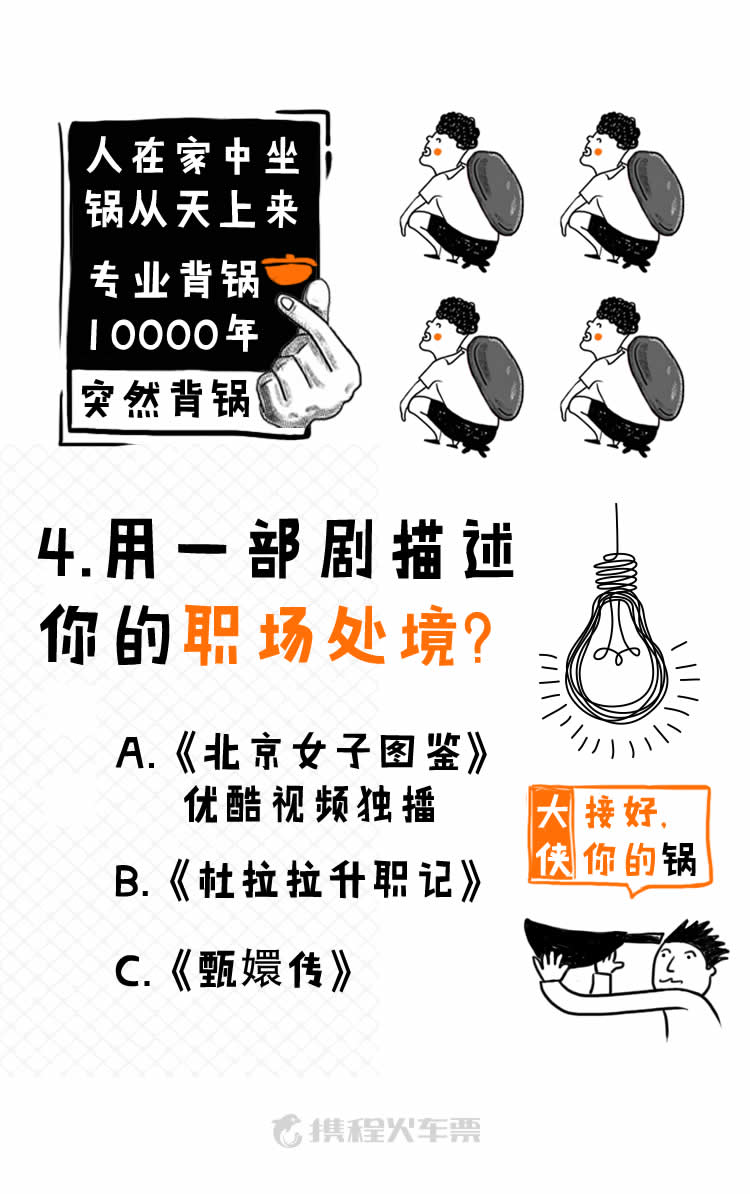 人在家中坐
锅从天上来
专业背锅
10000年
突然背锅
4.用一部剧描述
你的职场处境?
A.《北京女子图鉴》
优酷视频独播
B.《杜拉拉升职记》
C.《甄嬛传》
大侠
接好,
你的锅
携程火车票